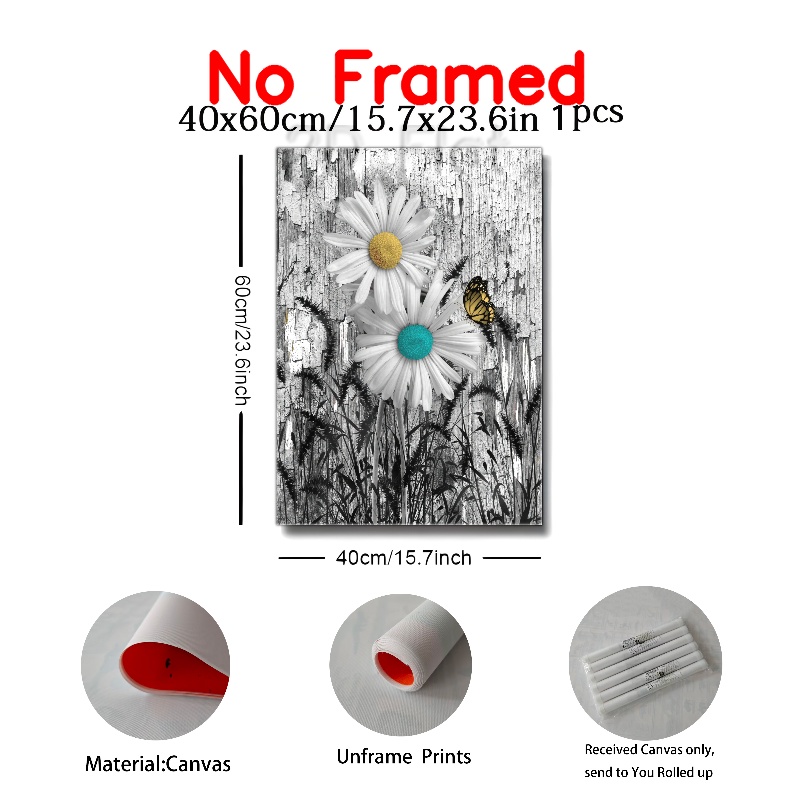 No Framed
40x60cm/15.7x23.6in 1pcs
60cm/23.6inch
40cm/15.7inch
Material:Canvas
Unframe Prints
Received Canvas only,
send to You Rolled up